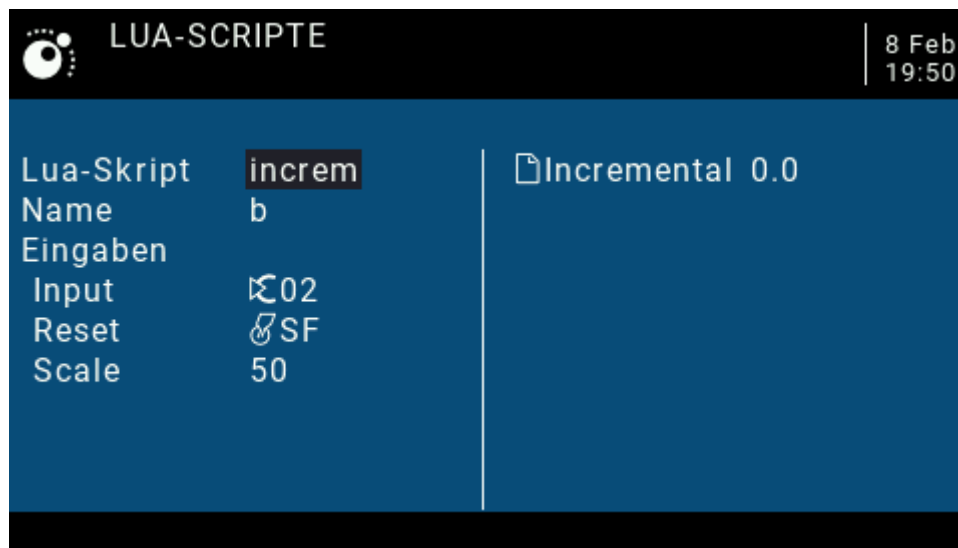 LUA-SCRIPTE
8 Feb
19:50
Lua-Skript increm
Name b
Eingaben
Input 02
Reset SF
Scale 50
Incremental 0.0